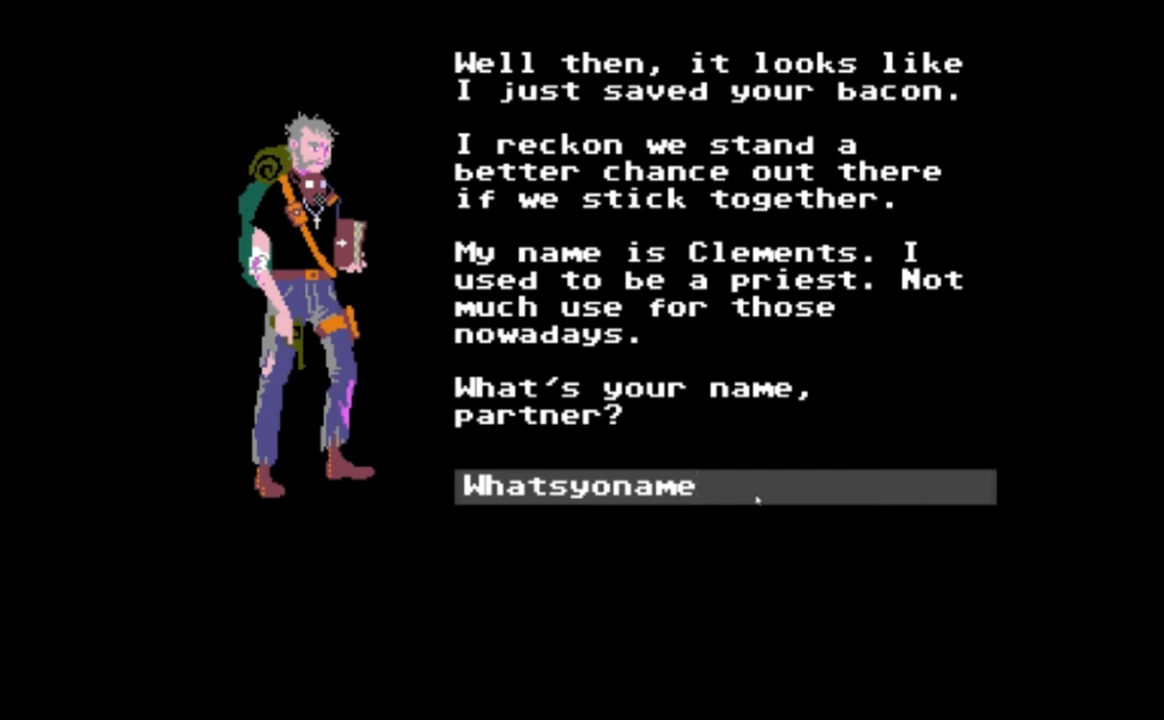 Well then, it looks like
I just saved your bacon.
I reckon we stand a
better chance out there
if we stick together.
My name is Clements. I
used to be a priest. Not
much use for those
nowadays.
What's your name,
partner?
Whatsyoname